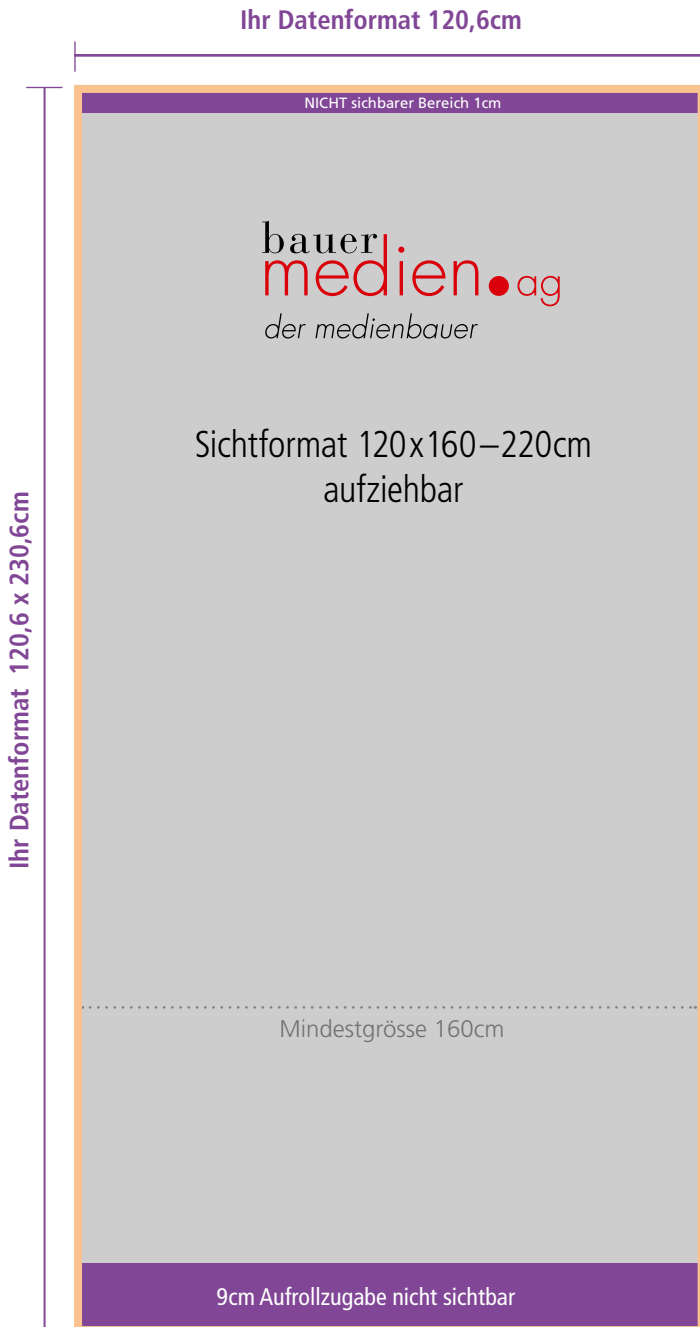 Ihr Datenformat 120,6cm
NICHT sichbarer Bereich 1cm
bauer
medien.ag
der medienbauer
Sichtformat 120x160–220cm
aufziehbar
Ihr Datenformat 120,6 x 230,6cm
Mindestgrösse 160cm
9cm Aufrollzugabe nicht sichtbar